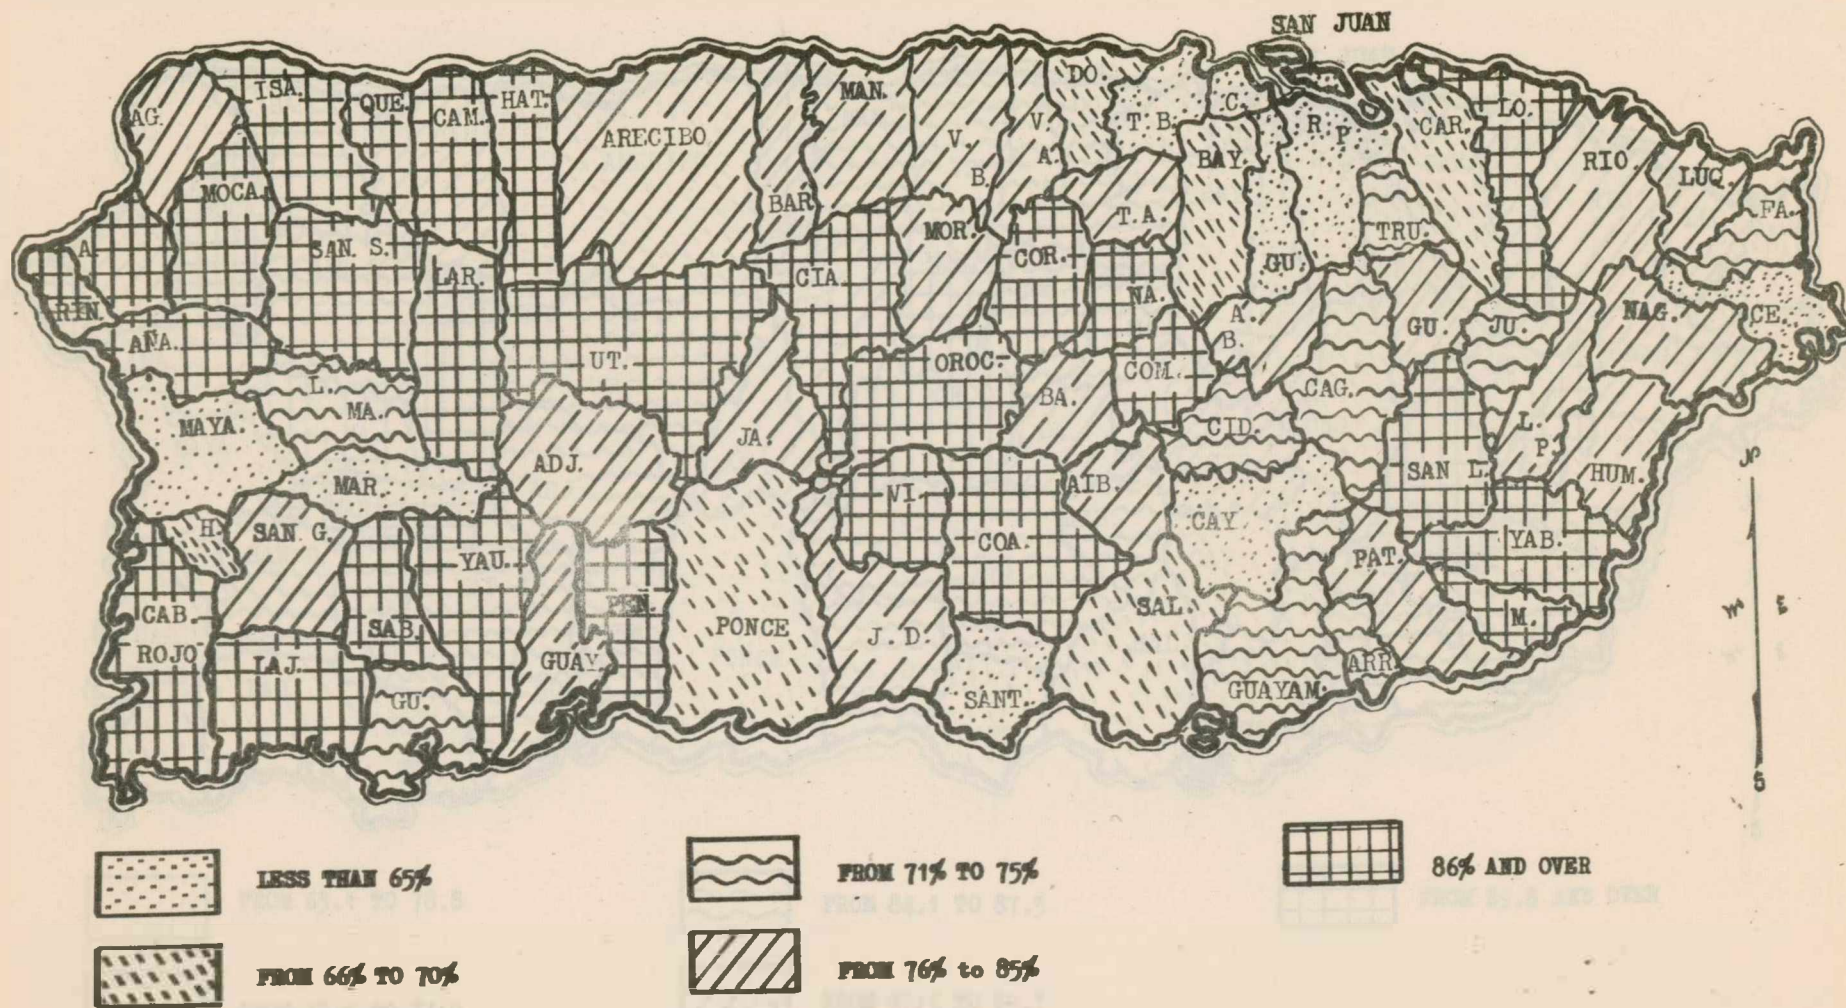 SAN JUAN
AG.
ISA.
QUE.
CAM.
HAT.
ARECIBO
BAR.
MAN.
V. B.
V. A.
DO.
T. B.
C.
BAY.
R. P.
CAR.
LO.
RIO.
LUQ.
FA.
MOCA.
A.
RIN.
SAN. S.
LAR.
CIA.
MOR.
COR.
T. A.
NA.
GU.
TRU.
A. B.
GU.
JU.
NAG.
CE.
AÑA.
UT.
OROC.
COM.
BA.
CAG.
L. MA.
MAYA.
ADJ.
JA.
CID.
L. P.
SAN L.
HUM.
MAR.
H.
SAN G.
VI.
COA.
AIB.
CAY
YAB.
PAT.
YAU.
CAB. ROJO
SAB.
PEN.
PONCE
J. D.
SAL.
M.
LAJ.
GU.
GUAY.
SANT.
GUAYAM.
ARR.
N
W
E
S
LESS THAN 65%
FROM 71% TO 75%
86% AND OVER
FROM 66% TO 70%
FROM 76% to 85%